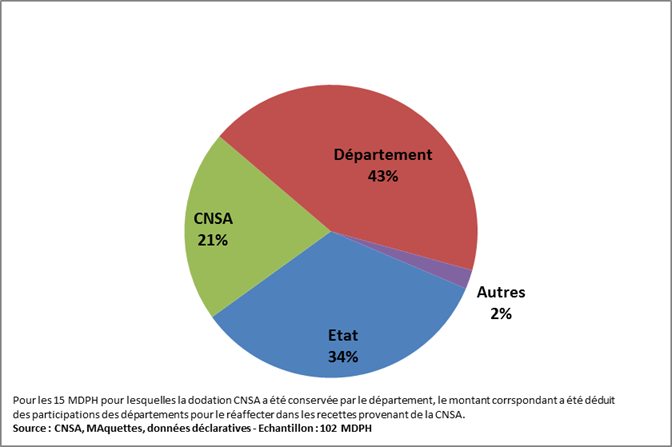 Département
43%
CNSA
21%
Autres
2%
Etat
34%
Pour les 15 MDPH pour lesquelles la dodation CNSA a été conservée par le département, le montant corrspondant a été déduit
des participations des départements pour le réaffecter dans les recettes provenant de la CNSA.
Source : CNSA, MAquettes, données déclaratives - Echantillon : 102 MDPH